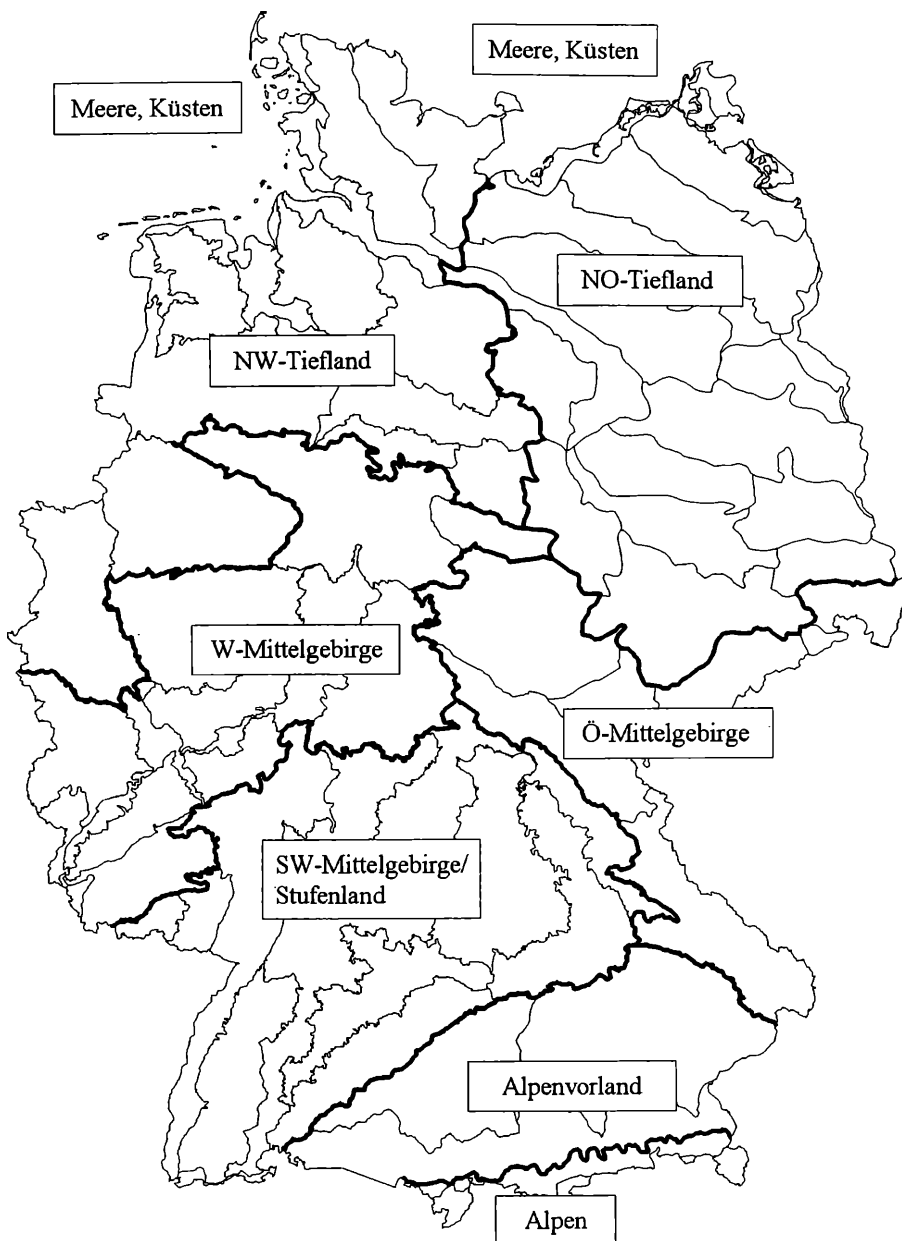 Meere, Küsten
Meere, Küsten
NO-Tiefland
NW-Tiefland
W-Mittelgebirge
Ö-Mittelgebirge
SW-Mittelgebirge/
Stufenland
Alpenvorland
Alpen